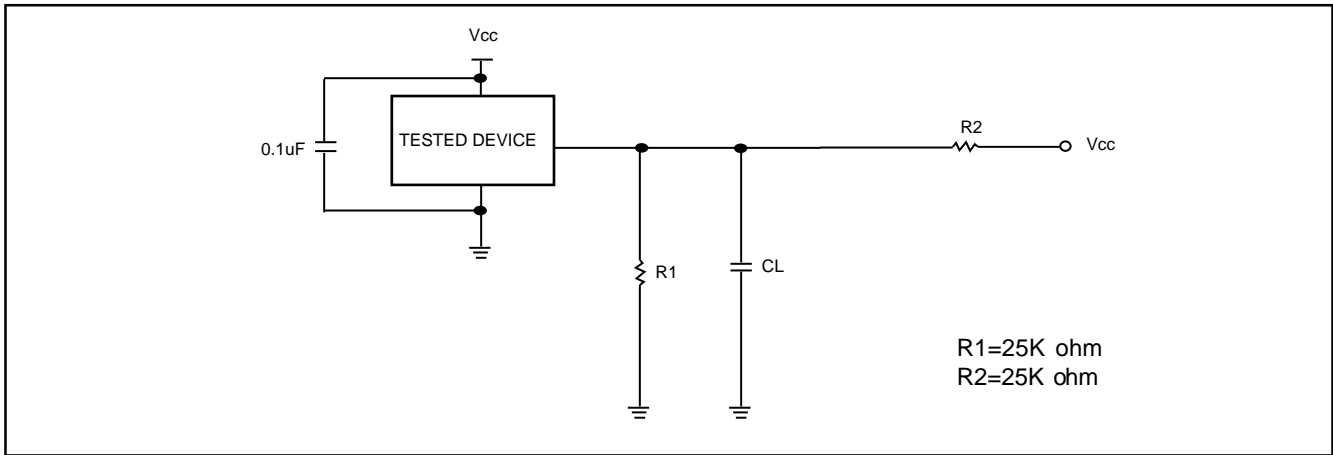 Vcc
TESTED DEVICE
0.1uF
R2
Vcc
R1
CL
R1=25K ohm
R2=25K ohm